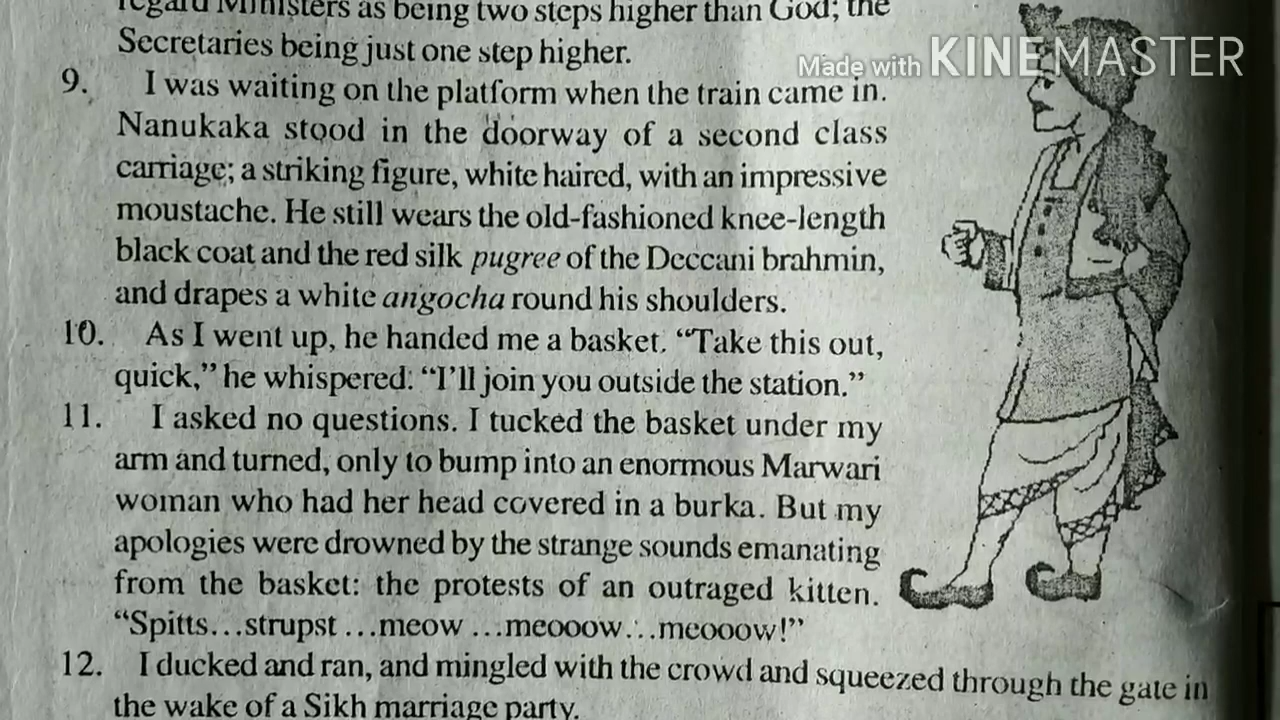 regard Ministers as being two steps higher than God; the
Secretaries being just one step higher.
Made with KINEMASTER
9. I was waiting on the platform when the train came in.
Nanukaka stood in the doorway of a second class
carriage; a striking figure, white haired, with an impressive
moustache. He still wears the old-fashioned knee-length
black coat and the red silk pugree of the Deccani brahmin,
and drapes a white angocha round his shoulders.
10. As I went up, he handed me a basket. “Take this out,
quick,” he whispered: “I’ll join you outside the station.”
11. I asked no questions. I tucked the basket under my
arm and turned, only to bump into an enormous Marwari
woman who had her head covered in a burka. But my
apologies were drowned by the strange sounds emanating
from the basket: the protests of an outraged kitten.
“Spitts...strupst ...meow ...meooow...meooow!”
12. I ducked and ran, and mingled with the crowd and squeezed through the gate in
the wake of a Sikh marriage party.